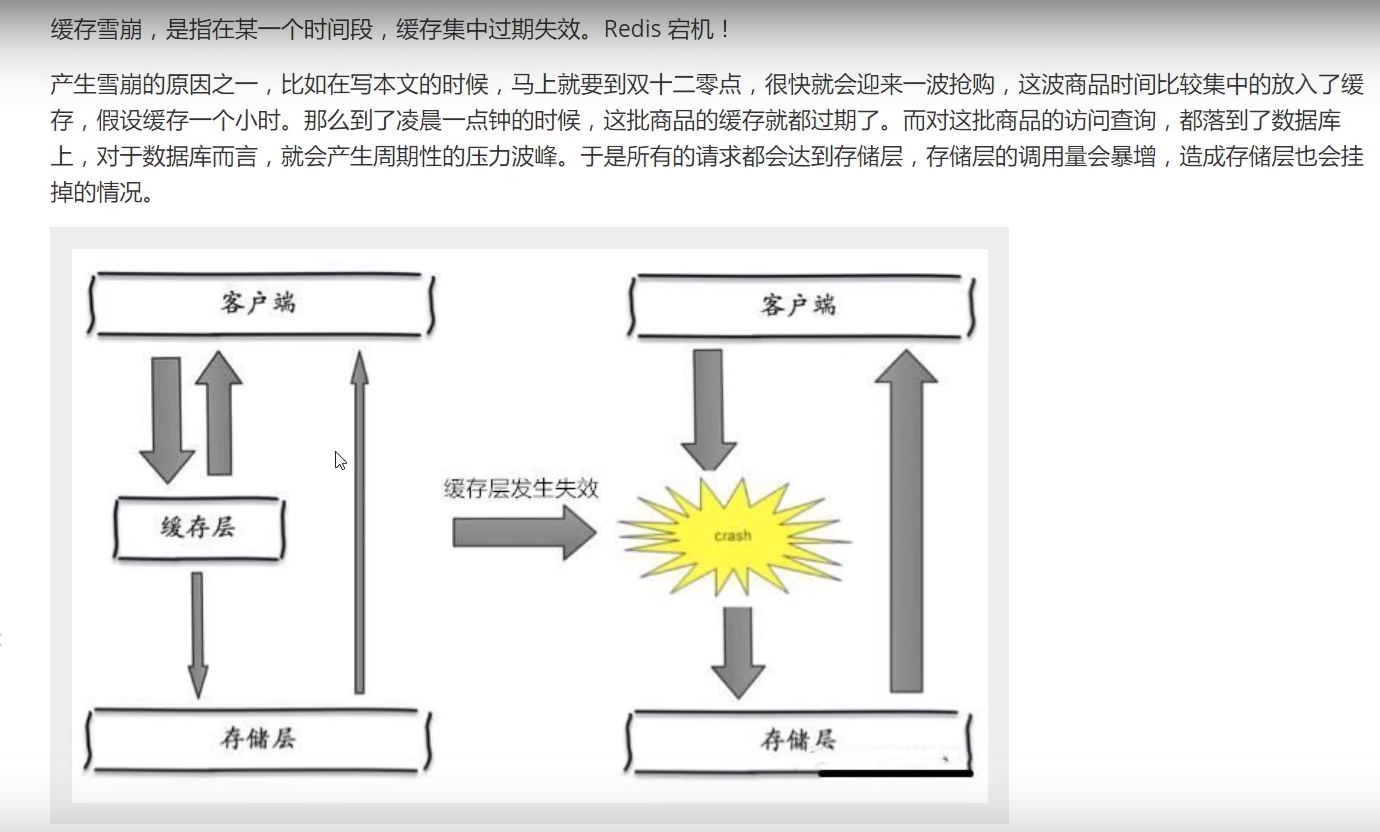 缓存雪崩，是指在某一个时间段，缓存集中过期失效。Redis 宕机！
产生雪崩的原因之一，比如在写本文的时候，马上就要到双十二零点，很快就会迎来一波抢购，这波商品时间比较集中的放入了缓
存，假设缓存一个小时。那么到了凌晨一点钟的时候，这批商品的缓存就都过期了。而对这批商品的访问查询，都落到了数据库
上，对于数据库而言，就会产生周期性的压力波峰。于是所有的请求都会达到存储层，存储层的调用量会暴增，造成存储层也会挂
掉的情况。
客户端
客户端
缓存层发生失效
缓存层
crash
存储层
存储层